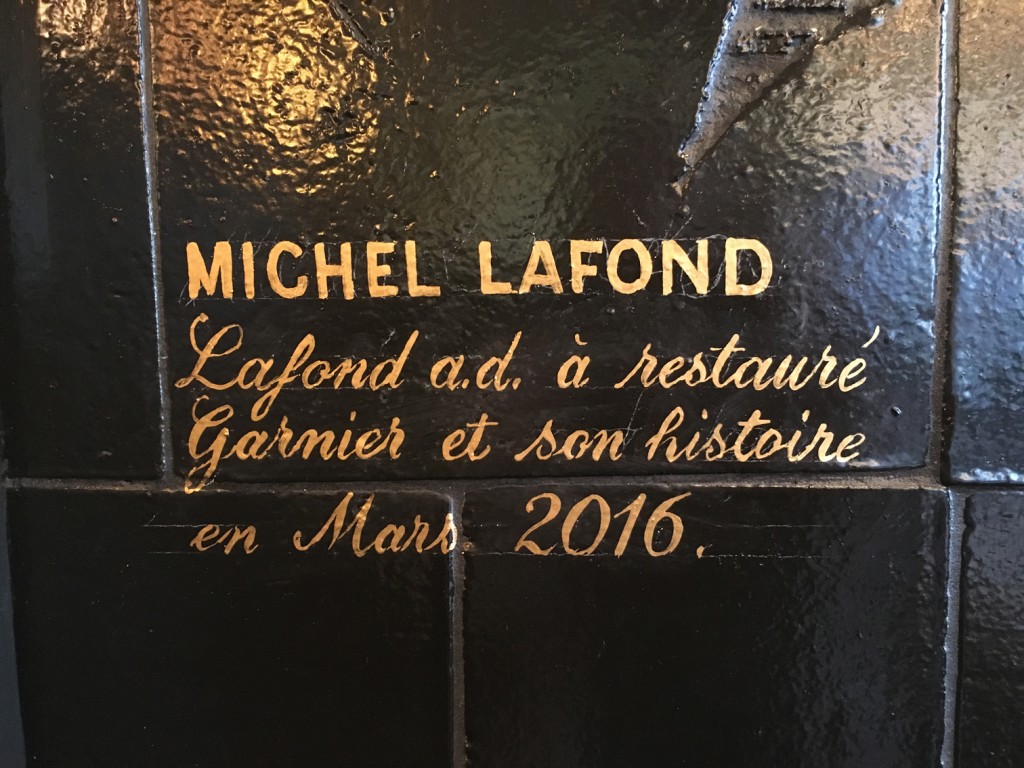 MICHEL LAFOND
Lafond a.d. à restauré
Garnier et son histoire
en Mars 2016.